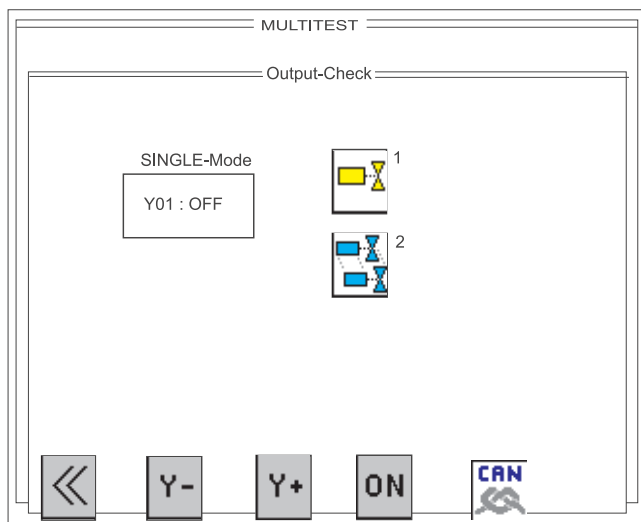 MULTITEST
Output-Check
SINGLE-Mode
Y01 : OFF
1
2
Y-
Y+
ON
CAN